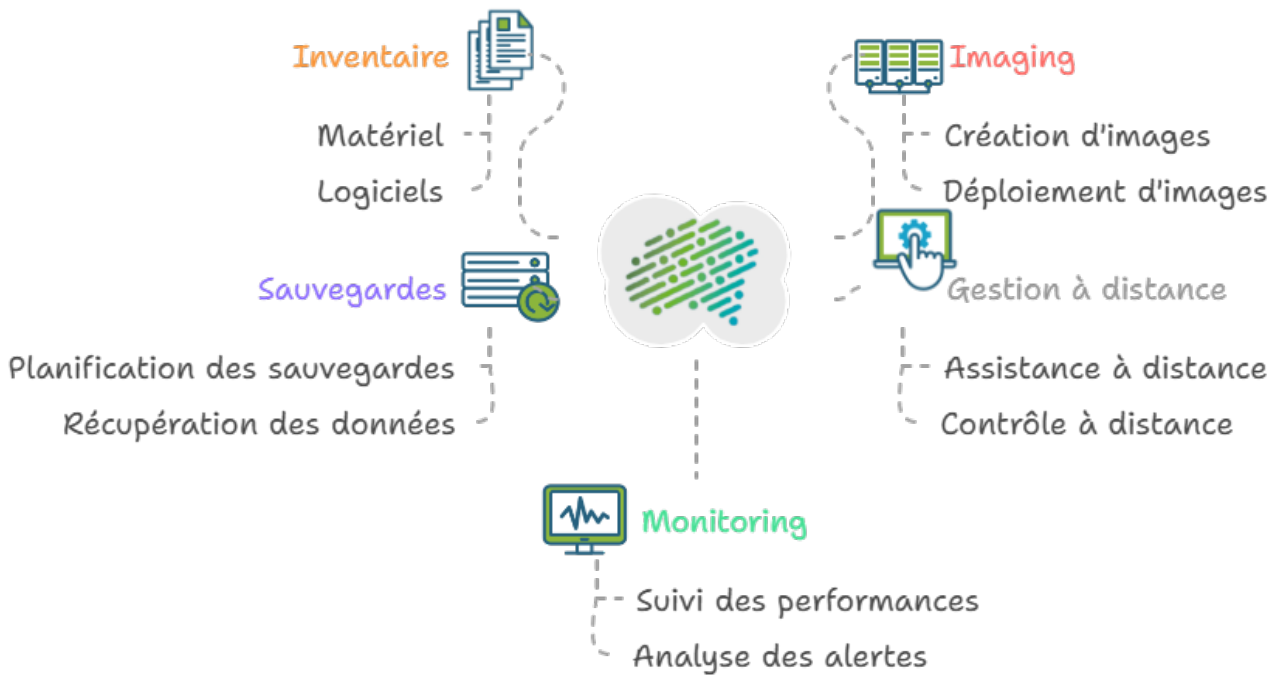 Inventaire
Matériel
Logiciels
Sauvegardes
Planification des sauvegardes
Récupération des données
Imaging
Création d'images
Déploiement d'images
Gestion à distance
Assistance à distance
Contrôle à distance
Monitoring
Suivi des performances
Analyse des alertes